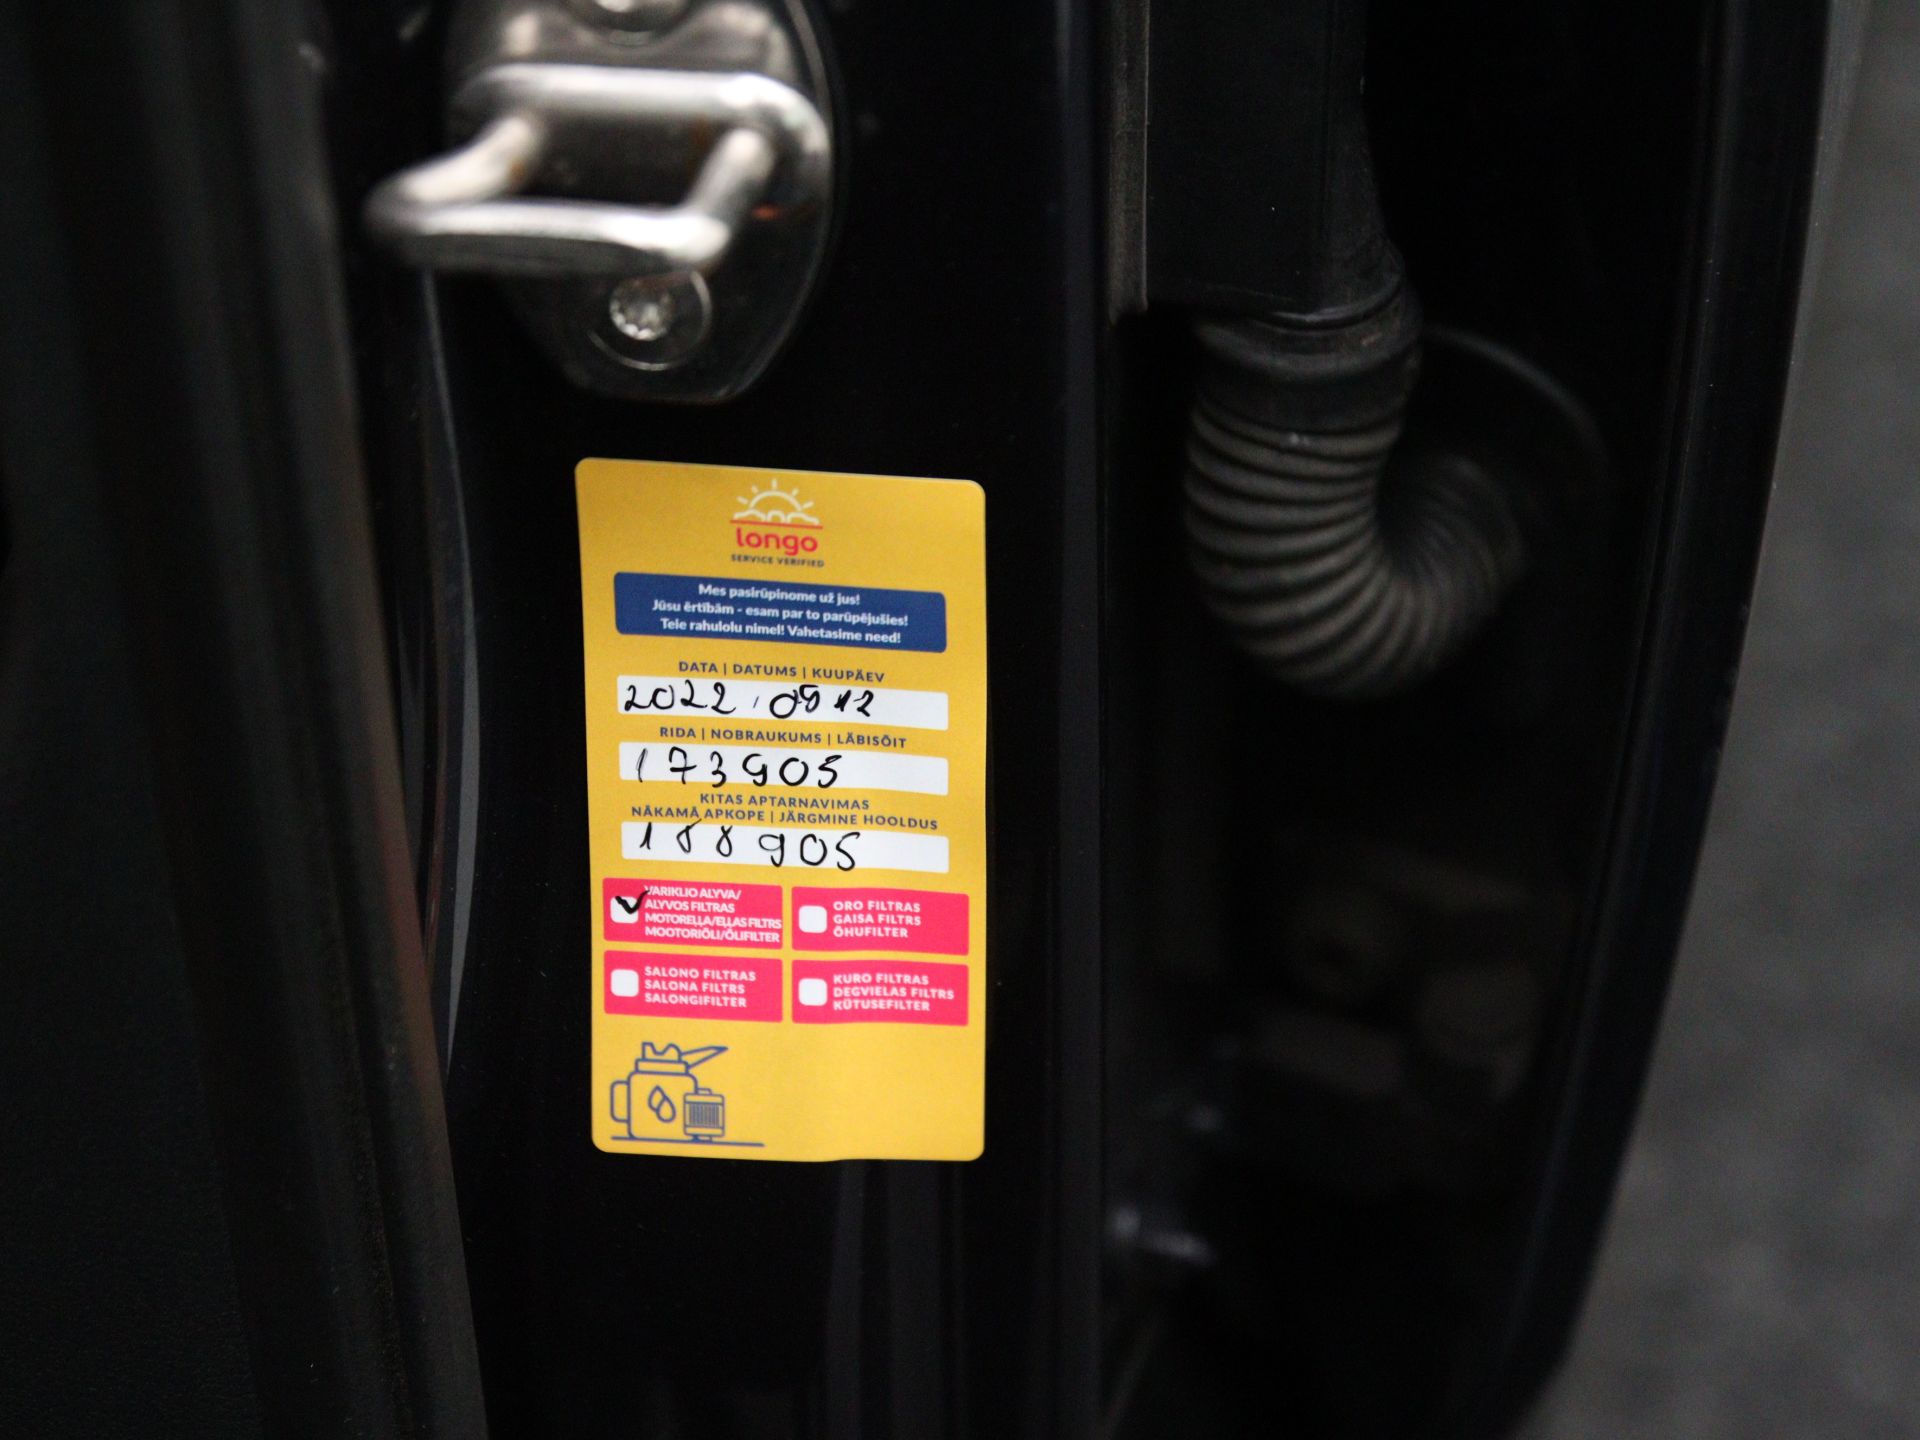 longo
SERVICE VERIFIED
Mes pasirūpinome už jus!
Jūsu ērtībām - esam par to parūpējušies!
Teie rahulolu nimel! Vahetasime need!
DATA | DATUMS | KUUPÄEV
2022.09 12
RIDA | NOBRAUKUMS | LÄBISÕIT
173905
KITAS APTARNAVIMAS
NĀKAMĀ APKOPE | JÄRGMINE HOOLDUS
188905
VARIKLIO ALYVA/
ALYVOS FILTRAS
MOTOREĻĻA/EĻĻAS FILTRS
MOOTORIÕLI/ÕLIFILTER
ORO FILTRAS
GAISA FILTRS
ÕHUFILTER
SALONO FILTRAS
SALONA FILTRS
SALONGIFILTER
KURO FILTRAS
DEGVIELAS FILTRS
KÜTUSEFILTER